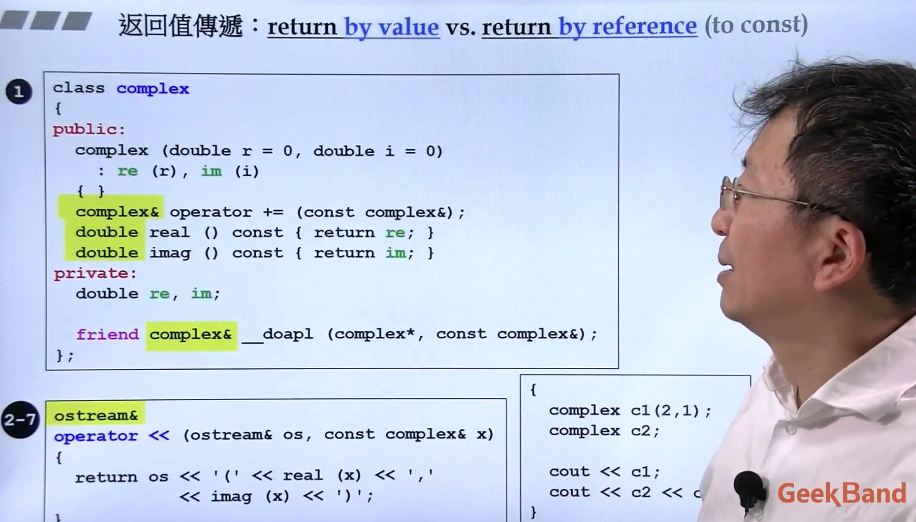 返回值傳遞：return by value vs. return by reference (to const)
1
class complex
{
public:
complex (double r = 0, double i = 0)
: re (r), im (i)
{ }
complex& operator += (const complex&);
double real () const { return re; }
double imag () const { return im; }
private:
double re, im;
friend complex& __doapl (complex*, const complex&);
};
2-7
ostream&
operator << (ostream& os, const complex& x)
{
return os << '(' << real (x) << ','
<< imag (x) << ')';
}
{
complex c1(2,1);
complex c2;
cout << c1;
cout << c2 <<
}
GeekBand